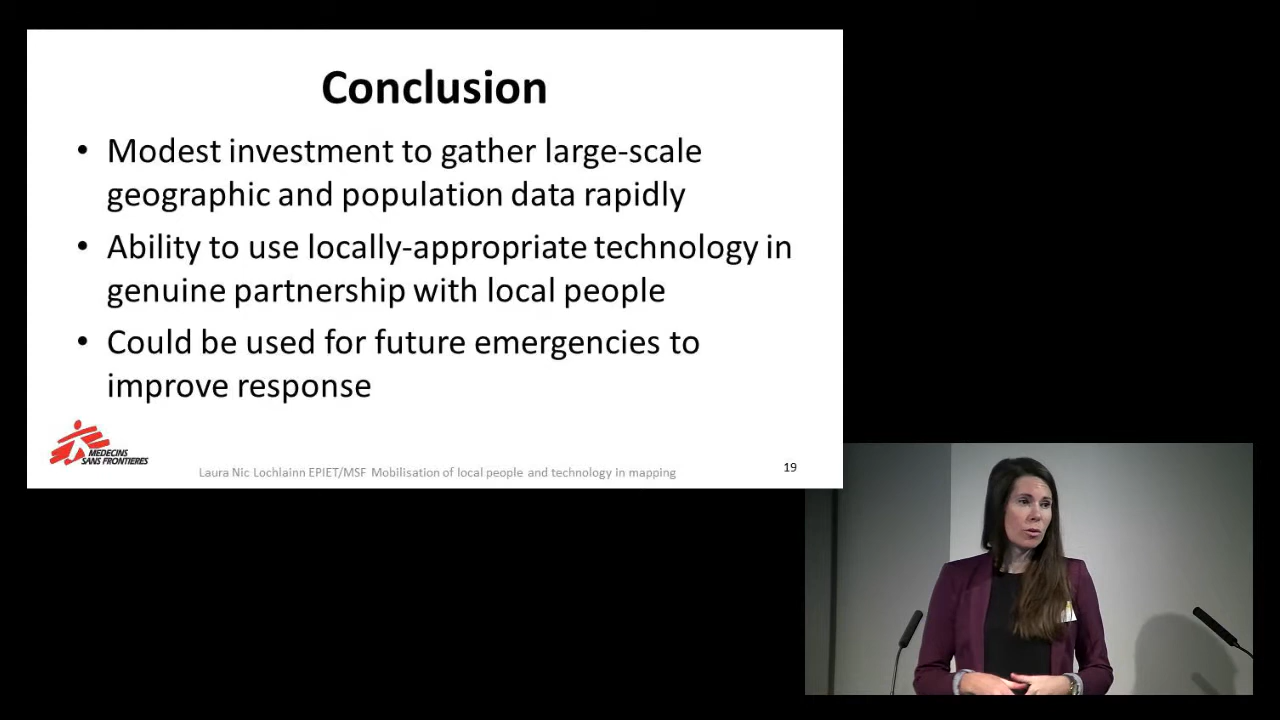 Conclusion
• Modest investment to gather large-scale
geographic and population data rapidly
• Ability to use locally-appropriate technology in
genuine partnership with local people
• Could be used for future emergencies to
improve response
MEDECINS
SANS FRONTIERES
Laura Nic Lochlainn EPIET/MSF Mobilisation of local people and technology in mapping
19